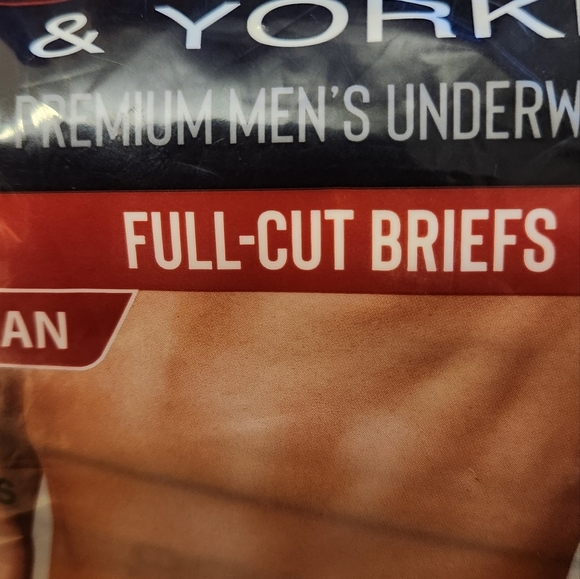 & YORK
PREMIUM MEN'S UNDERW
FULL-CUT BRIEFS
AN
S